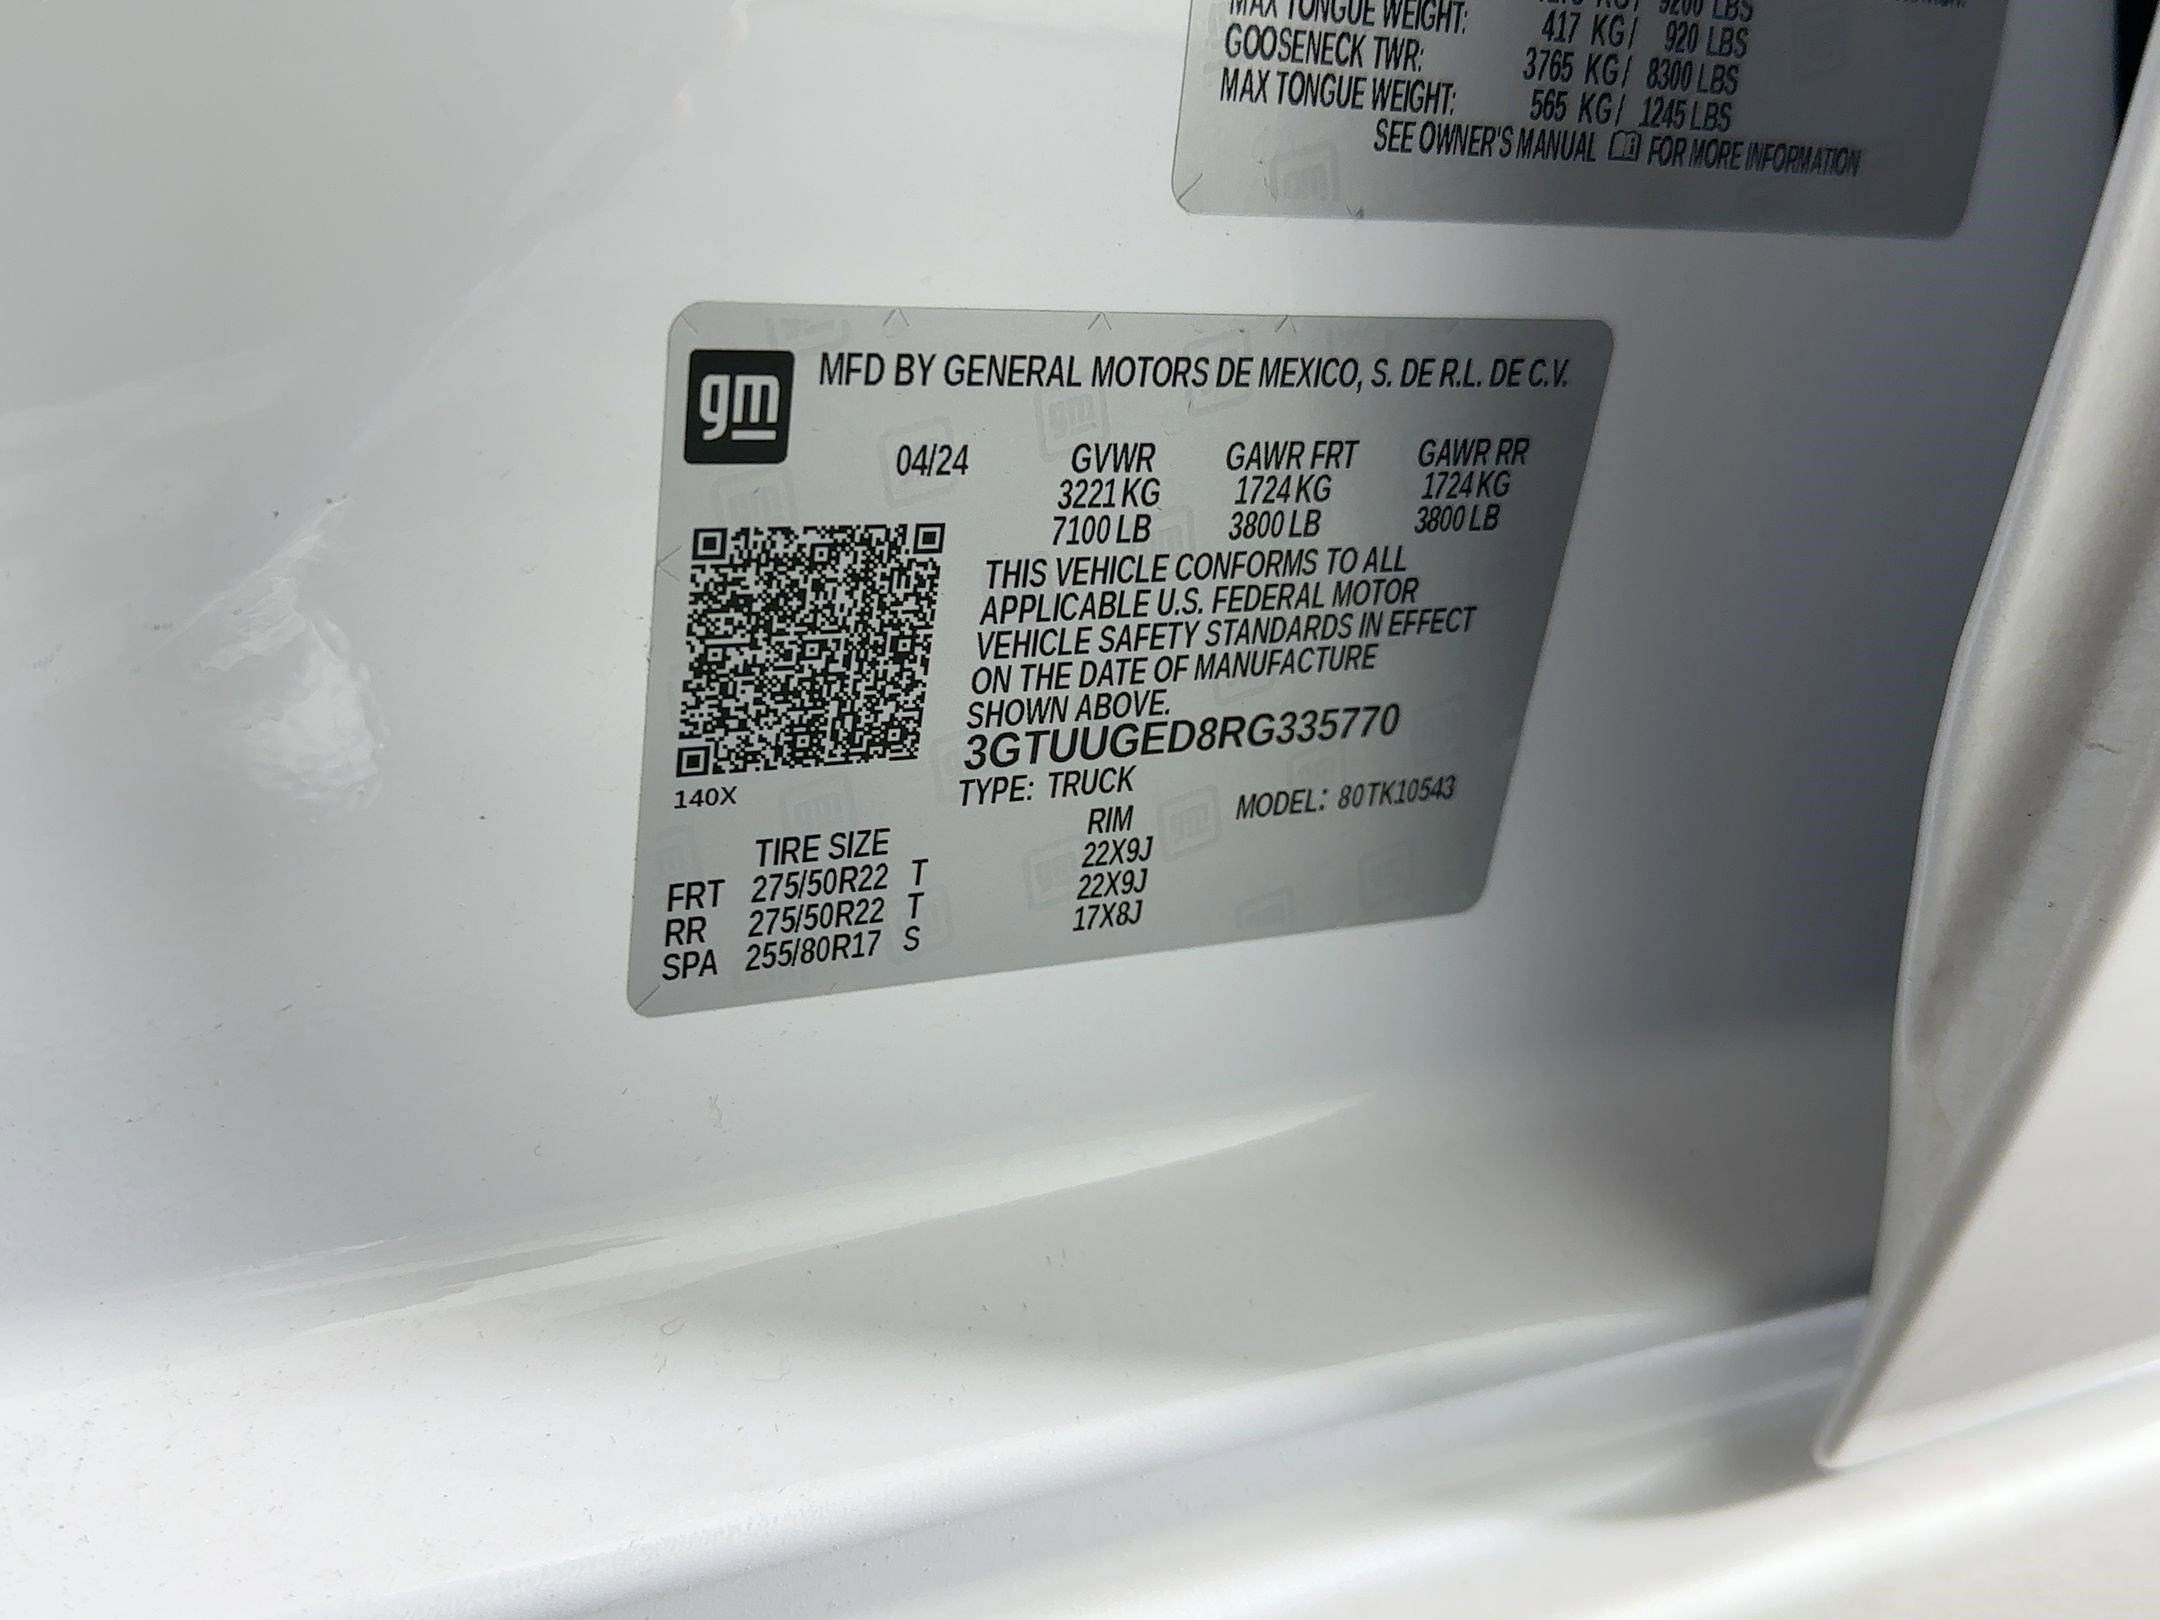 MAX TONGUE WEIGHT: 417 KG/ 920 LBS
GOOSENECK TWR: 3765 KG/ 8300 LBS
MAX TONGUE WEIGHT: 565 KG/ 1245 LBS
SEE OWNER'S MANUAL FOR MORE INFORMATION
gm
MFD BY GENERAL MOTORS DE MEXICO, S. DE R.L. DE C.V.
04/24 GVWR GAWR FRT GAWR RR
3221 KG 1724 KG 1724 KG
7100 LB 3800 LB 3800 LB
THIS VEHICLE CONFORMS TO ALL
APPLICABLE U.S. FEDERAL MOTOR
VEHICLE SAFETY STANDARDS IN EFFECT
ON THE DATE OF MANUFACTURE
SHOWN ABOVE.
3GTUUGED8RG335770
140X
TYPE: TRUCK MODEL: 80TK10543
TIRE SIZE RIM
FRT 275/50R22 T 22X9J
RR 275/50R22 T 22X9J
SPA 255/80R17 S 17X8J